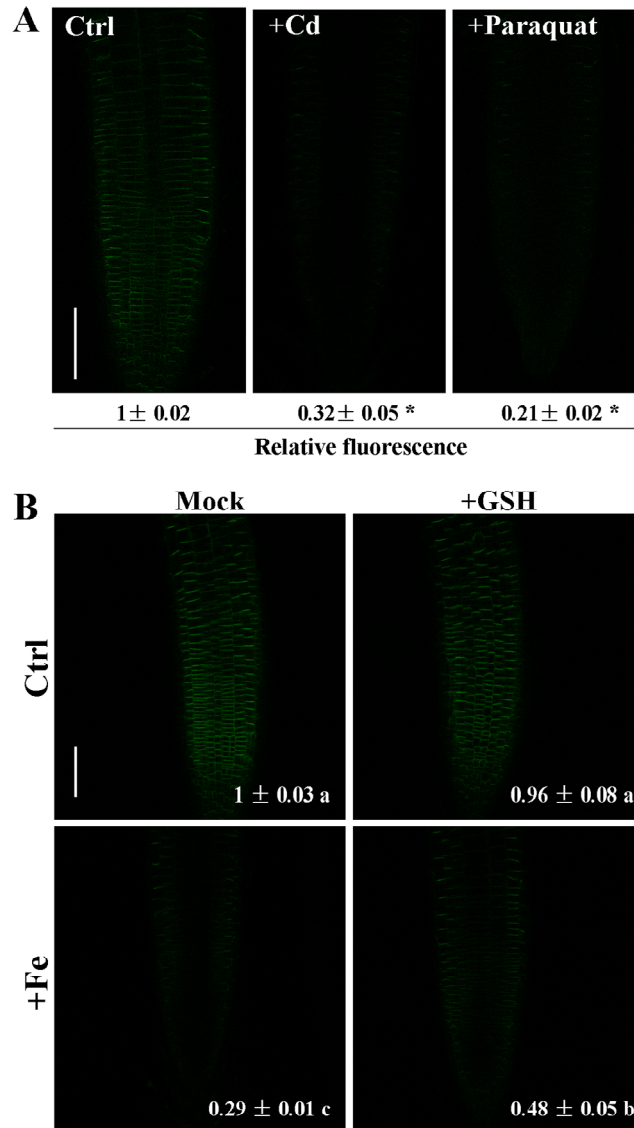 A
Ctrl
+Cd
+Paraquat
1± 0.02
0.32± 0.05 *
0.21± 0.02 *
Relative fluorescence
B
Mock
+GSH
Ctrl
1 ± 0.03 a
0.96 ± 0.08 a
+Fe
0.29 ± 0.01 c
0.48 ± 0.05 b